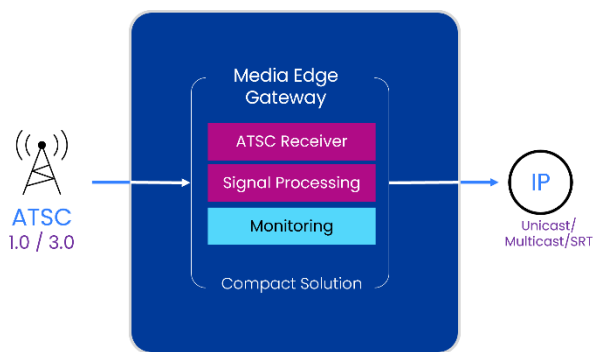 ATSC
1.0 / 3.0
Media Edge
Gateway
ATSC Receiver
Signal Processing
Monitoring
Compact Solution
IP
Unicast/
Multicast/SRT